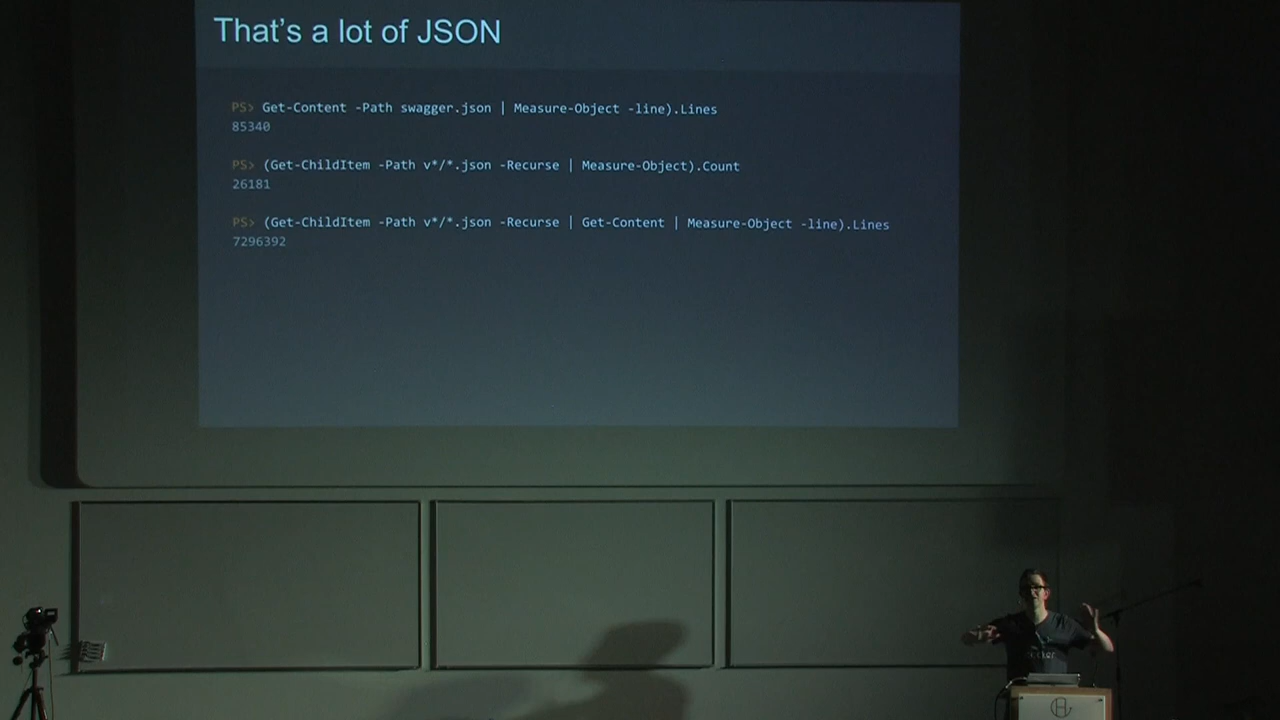 That's a lot of JSON
PS> Get-Content -Path swagger.json | Measure-Object -line).Lines
85340
PS> (Get-ChildItem -Path v*/*.json -Recurse | Measure-Object).Count
26181
PS> (Get-ChildItem -Path v*/*.json -Recurse | Get-Content | Measure-Object -line).Lines
7296392